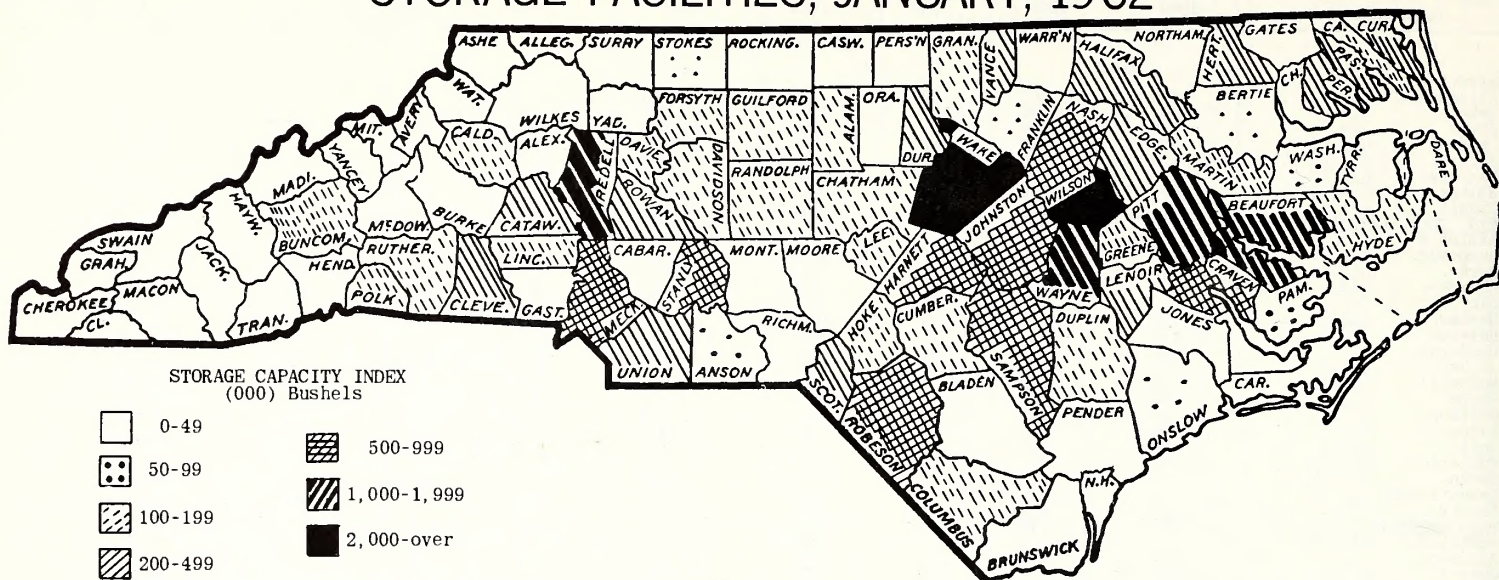 STORAGE FACILITIES, JANUARY, 1962
ASHE
ALLEG.
SURRY
STOKES
ROCKING.
CASW.
PERS'N
GRAN.
VANCE
WARR'N
HALIFAX
NORTHAM.
HERT.
GATES
CA.
CUR.
PAS.
PER.
CH.
WAT.
WILKES
YAD.
FORSYTH
GUILFORD
ALAM.
ORA.
DUR.
WAKE
FRANKLIN
NASH
EDGE.
BERTIE
MIT.
AVERY
CALD.
ALEX.
IREDELL
DAVIE
DAVIDSON
RANDOLPH
CHATHAM
JOHNSTON
WILSON
MARTIN
WASH.
TYRR.
DARE
YANCEY
MADI.
HAYW.
BUNCOM.
McDOW.
BURKE
CATAW.
ROWAN
PITT
BEAUFORT
SWAIN
GRAH.
JACK.
HEND.
RUTHER.
LINC.
CABAR.
STANLY
MONT.
MOORE
LEE
HARNETT
WAYNE
GREENE
LENOIR
CRAVEN
HYDE
CHEROKEE
MACON
CL.
TRAN.
POLK
CLEVE.
GAST.
MECK.
UNION
ANSON
RICHM.
HOKE
CUMBER.
SAMPSON
DUPLIN
JONES
PAM.
CAR.
SCOT.
ROBESON
BLADEN
PENDER
ONSLOW
COLUMBUS
N.H.
BRUNSWICK
STORAGE CAPACITY INDEX
(000) Bushels
0-49
50-99
100-199
200-499
500-999
1,000-1,999
2,000-over